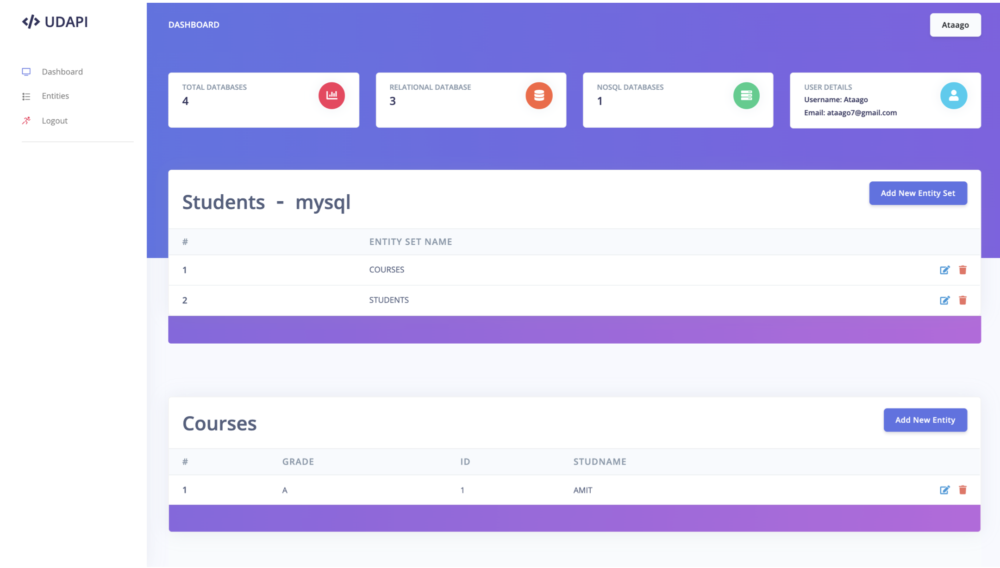 </> UDAPI
Dashboard
Entities
Logout
DASHBOARD
Ataago
TOTAL DATABASES
4
RELATIONAL DATABASE
3
NOSQL DATABASES
1
USER DETAILS
Username: Ataago
Email: ataago7@gmail.com
Students - mysql
Add New Entity Set
# ENTITY SET NAME
1 COURSES
2 STUDENTS
Courses
Add New Entity
# GRADE ID STUDNAME
1 A 1 AMIT